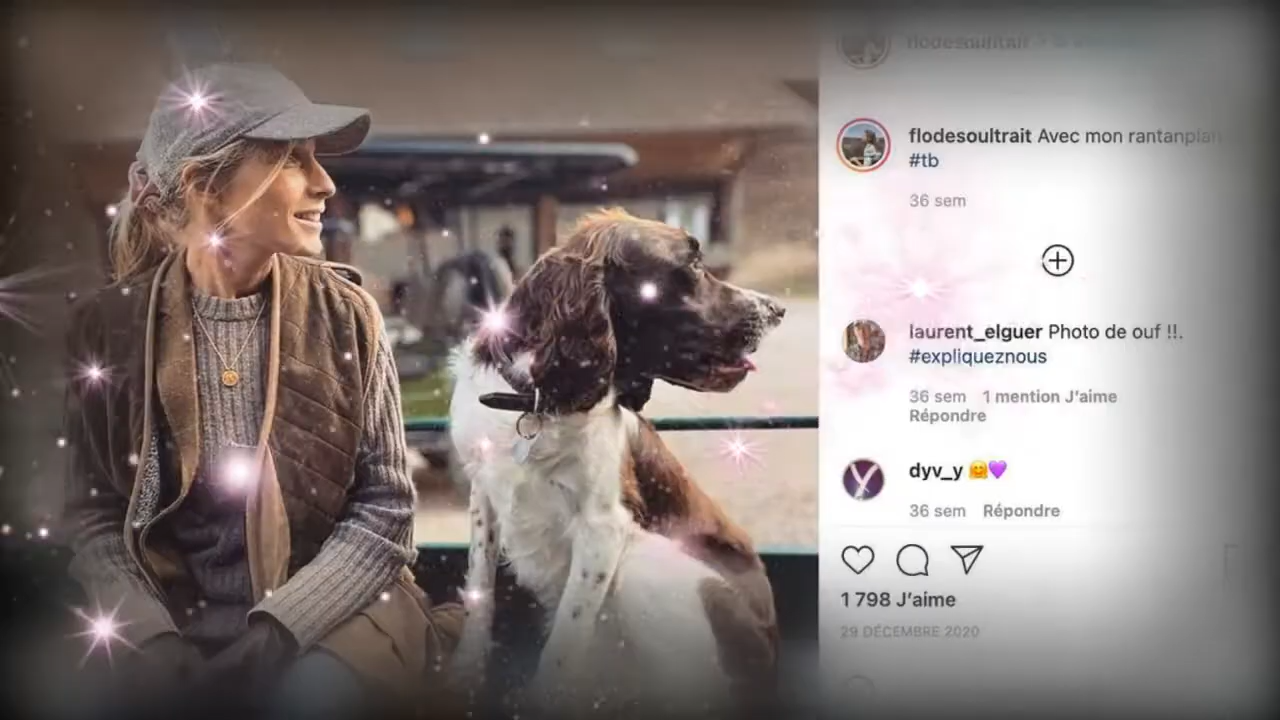 flodesoultrait
flodesoultrait Avec mon rantanplan
#tb
36 sem
laurent_elguer Photo de ouf !!.
#expliqueznous
36 sem 1 mention J'aime
Répondre
dyv_y 🤗💜
36 sem Répondre
1 798 J'aime
29 DÉCEMBRE 2020